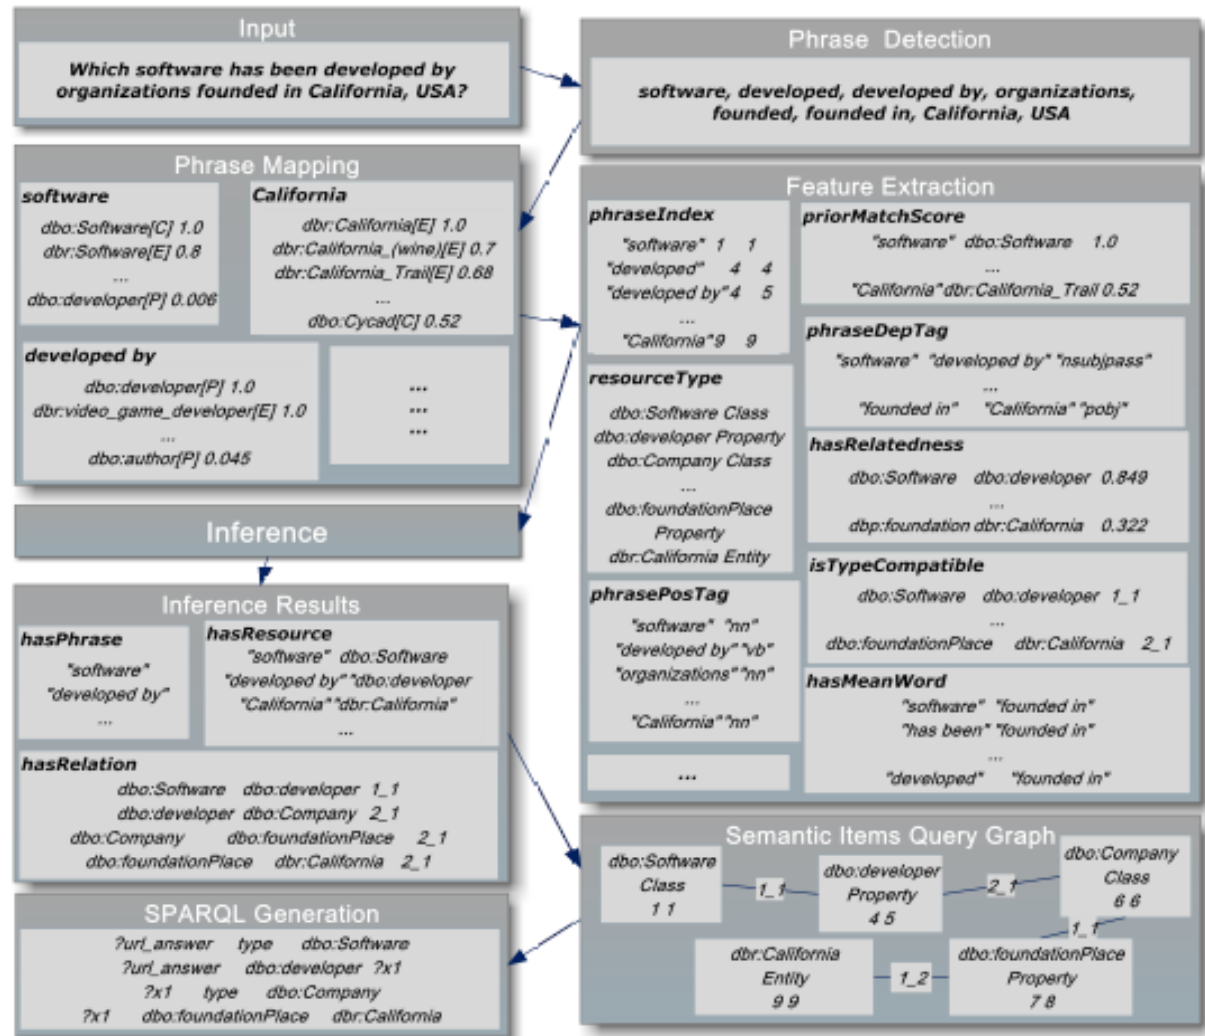 Input
Which software has been developed by
organizations founded in California, USA?
Phrase Detection
software, developed, developed by, organizations,
founded, founded in, California, USA
Phrase Mapping
software
dbo:Software[C] 1.0
dbr:Software[E] 0.8
...
dbo:developer[P] 0.006
California
dbr:California[E] 1.0
dbr:California_(wine)[E] 0.7
dbr:California_Trail[E] 0.68
...
dbo:Cycad[C] 0.52
developed by
dbo:developer[P] 1.0
dbr:video_game_developer[E] 1.0
...
dbo:author[P] 0.045
...
...
...
Feature Extraction
phraseIndex
"software" 1 1
"developed" 4 4
"developed by" 4 5
...
"California" 9 9
resourceType
dbo:Software Class
dbo:developer Property
dbo:Company Class
...
dbo:foundationPlace
Property
dbr:California Entity
phrasePosTag
"software" "nn"
"developed by" "vb"
"organizations" "nn"
...
"California" "nn"
...
priorMatchScore
"software" dbo:Software 1.0
...
"California" dbr:California_Trail 0.52
phraseDepTag
"software" "developed by" "nsubjpass"
...
"founded in" "California" "pobj"
hasRelatedness
dbo:Software dbo:developer 0.849
...
dbp:foundation dbr:California 0.322
isTypeCompatible
dbo:Software dbo:developer 1_1
...
dbo:foundationPlace dbr:California 2_1
hasMeanWord
"software" "founded in"
"has been" "founded in"
...
"developed" "founded in"
Inference
Inference Results
hasPhrase
"software"
"developed by"
...
hasResource
"software" dbo:Software
"developed by" "dbo:developer
"California" "dbr:California"
...
hasRelation
dbo:Software dbo:developer 1_1
dbo:developer dbo:Company 2_1
dbo:Company dbo:foundationPlace 2_1
dbo:foundationPlace dbr:California 2_1
Semantic Items Query Graph
dbo:Software
Class
1 1
1_1
dbo:developer
Property
4 5
2_1
dbo:Company
Class
6 6
1_1
dbr:California
Entity
9 9
1_2
dbo:foundationPlace
Property
7 8
SPARQL Generation
?url_answer type dbo:Software
?url_answer dbo:developer ?x1
?x1 type dbo:Company
?x1 dbo:foundationPlace dbr:California